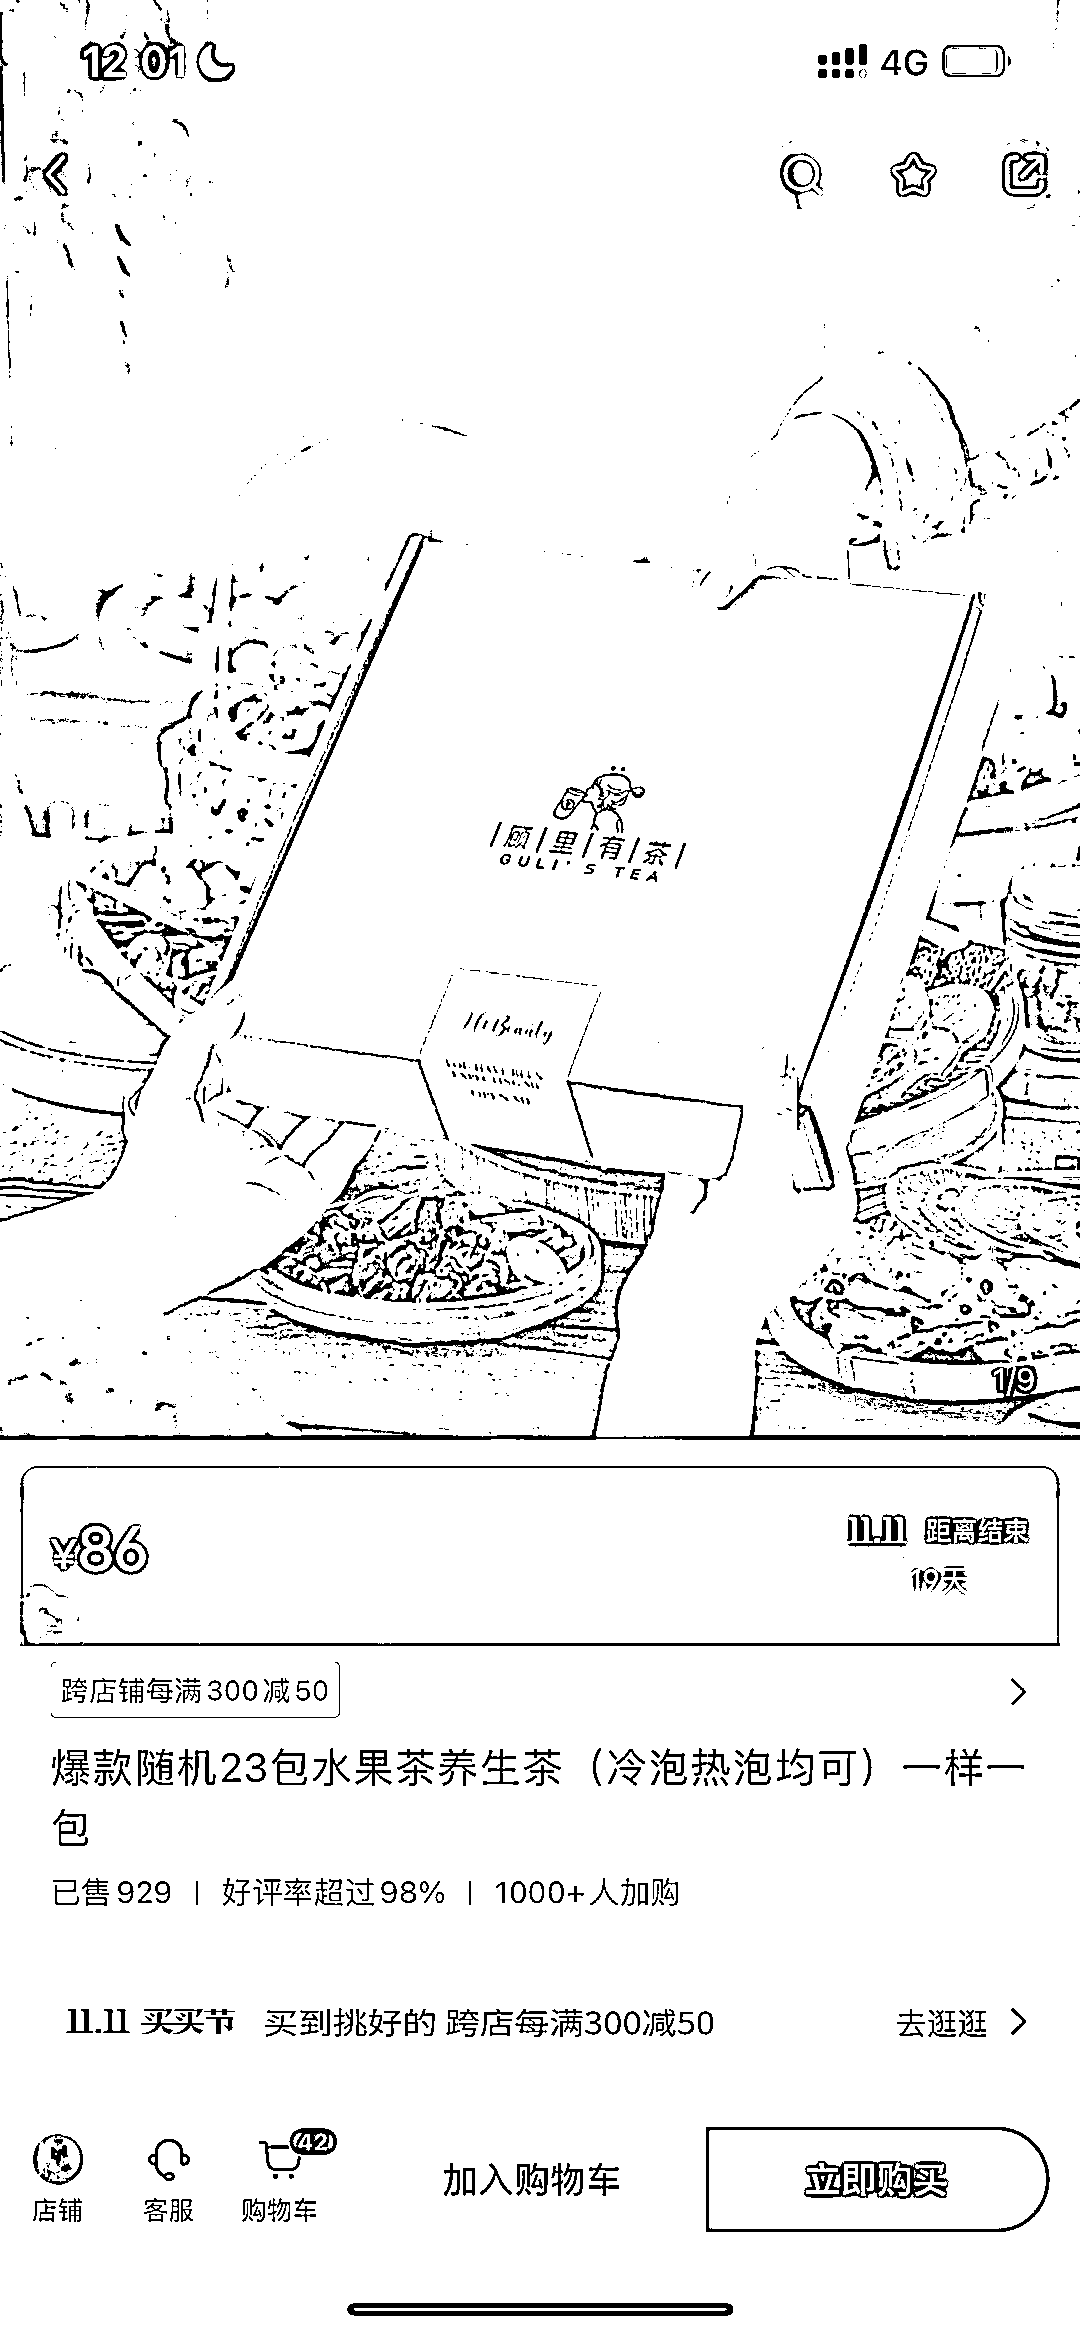 12 01
4G
顾里有茶
GULI'S TEA
HiBeauty
1/9
¥86
11.11 距离结束
19天
跨店铺每满300减50
爆款随机23包水果茶养生茶（冷泡热泡均可）一样一
包
已售929 | 好评率超过98% | 1000+人加购
11.11 买买节 买到挑好的 跨店每满300减50 去逛逛
42
店铺 客服 购物车 加入购物车 立即购买